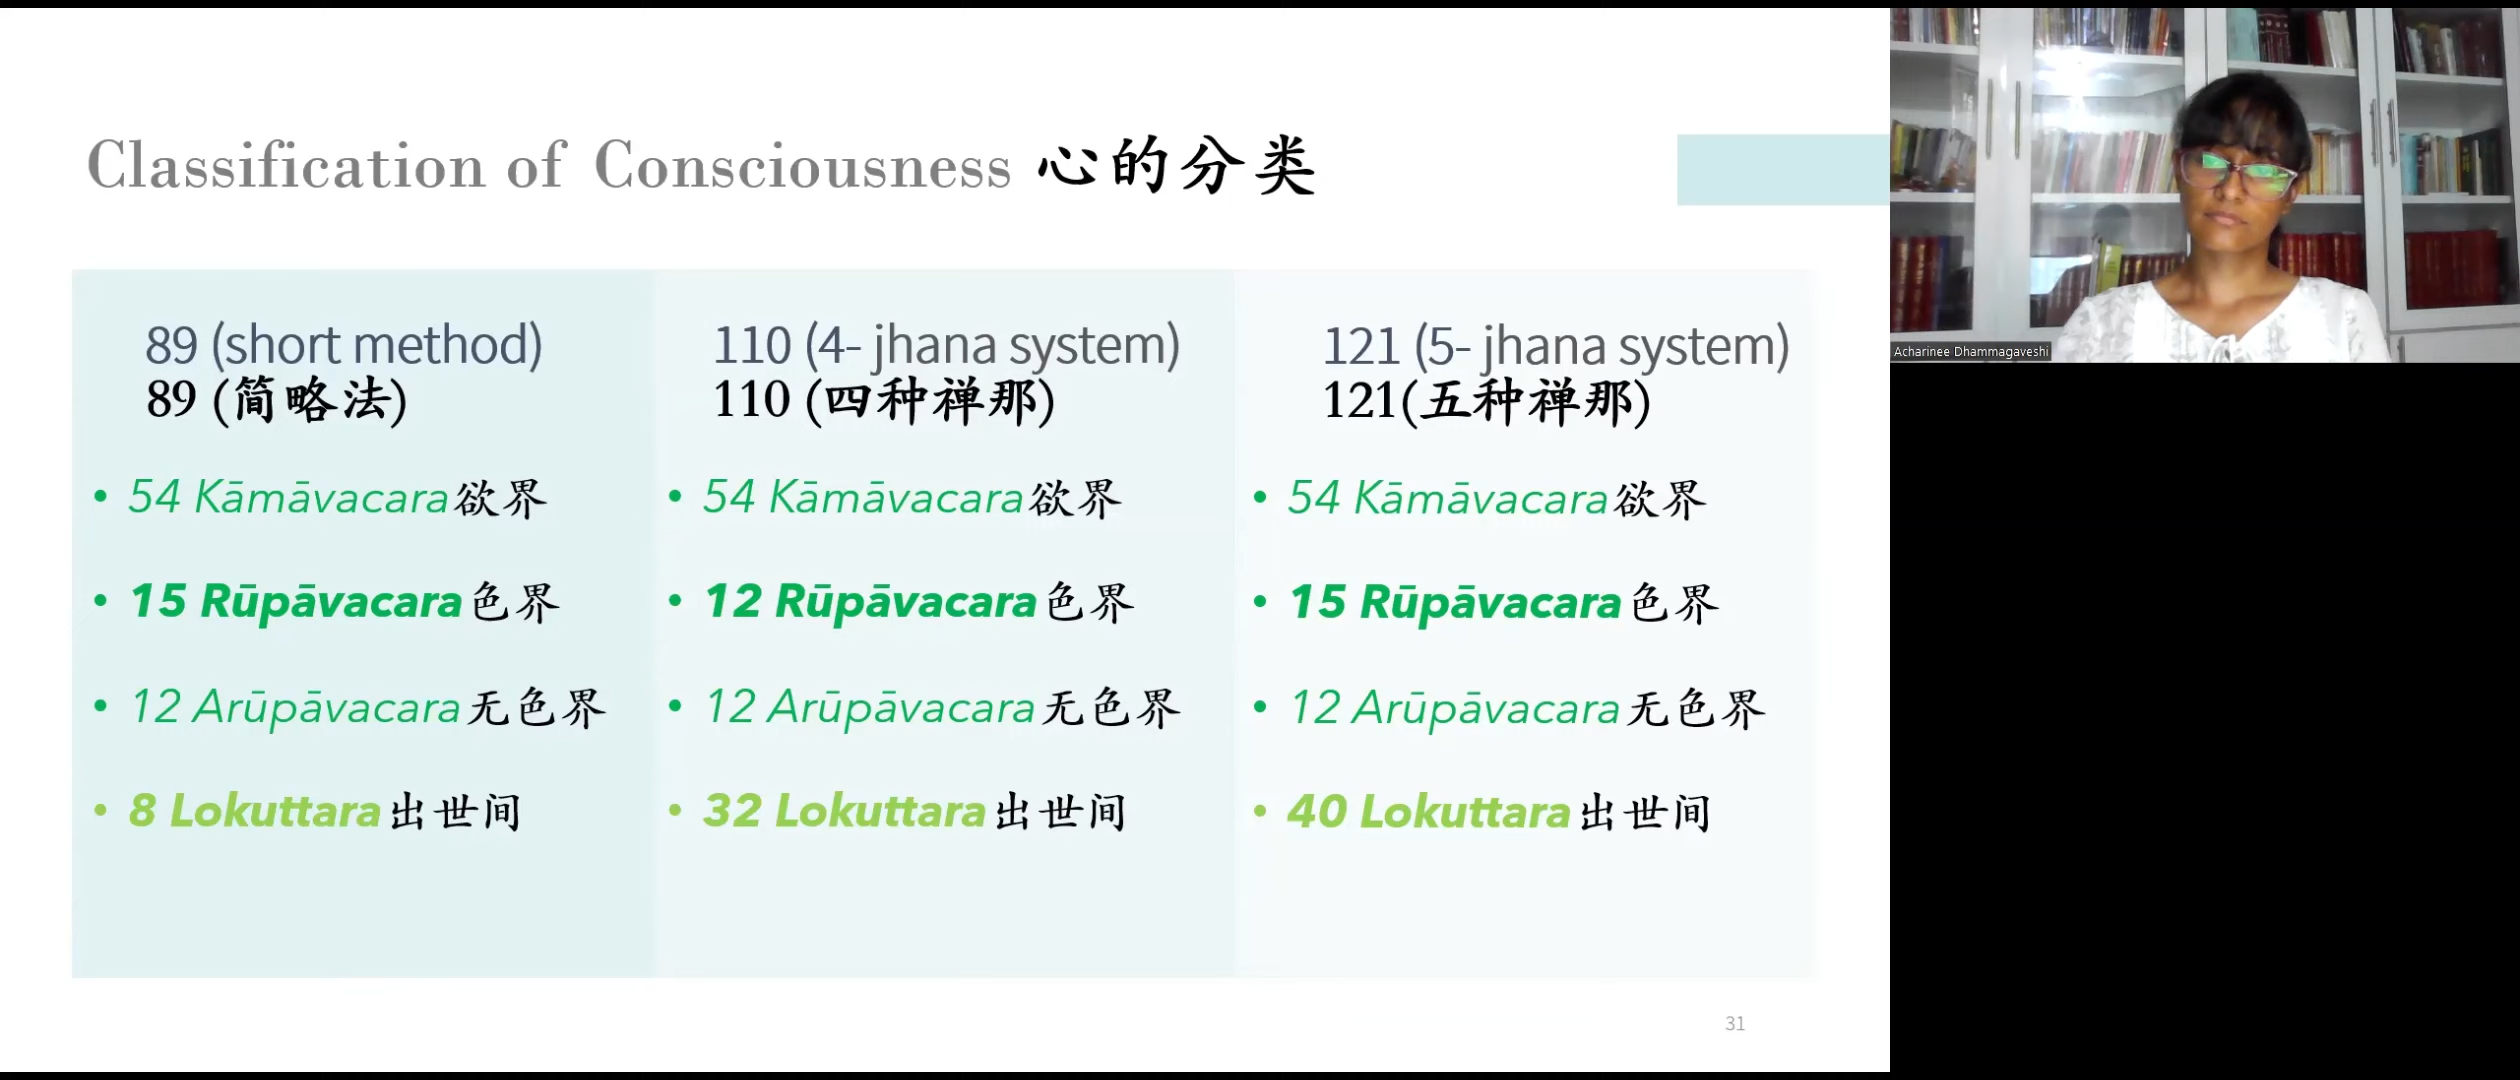 Classification of Consciousness 心的分类
89 (short method)
89 (简略法)
• 54 Kāmāvacara欲界
• 15 Rūpāvacara色界
• 12 Arūpāvacara无色界
• 8 Lokuttara出世间
110 (4- jhana system)
110 (四种禅那)
• 54 Kāmāvacara欲界
• 12 Rūpāvacara色界
• 12 Arūpāvacara无色界
• 32 Lokuttara出世间
121 (5- jhana system)
121(五种禅那)
• 54 Kāmāvacara欲界
• 15 Rūpāvacara色界
• 12 Arūpāvacara无色界
• 40 Lokuttara出世间
31
Acharinee Dhammagaveshi